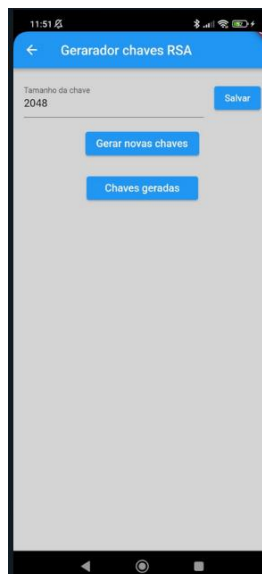 11:51
Gerarador chaves RSA
Tamanho da chave
2048
Salvar
Gerar novas chaves
Chaves geradas